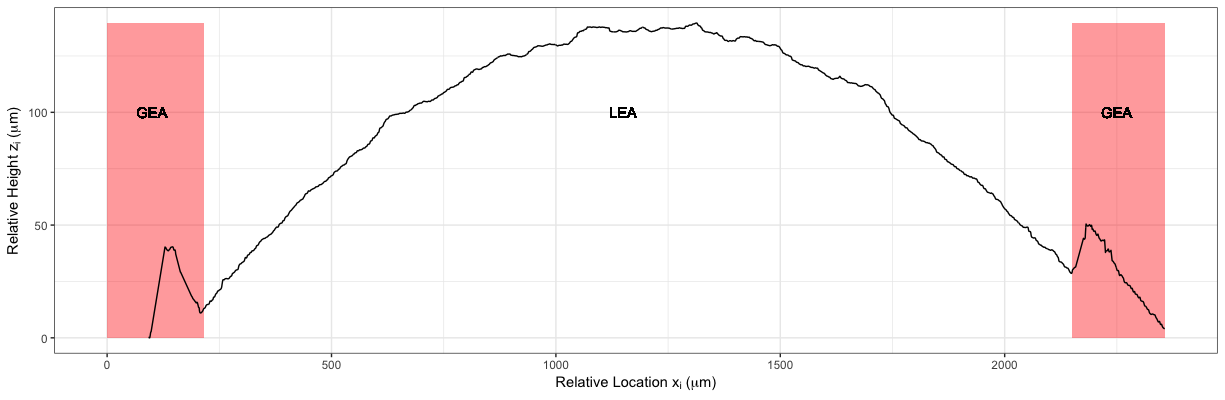 GEA
LEA
GEA
100
50
0
0
500
1000
1500
2000
Relative Location xᵢ (μm)
Relative Height zᵢ (μm)